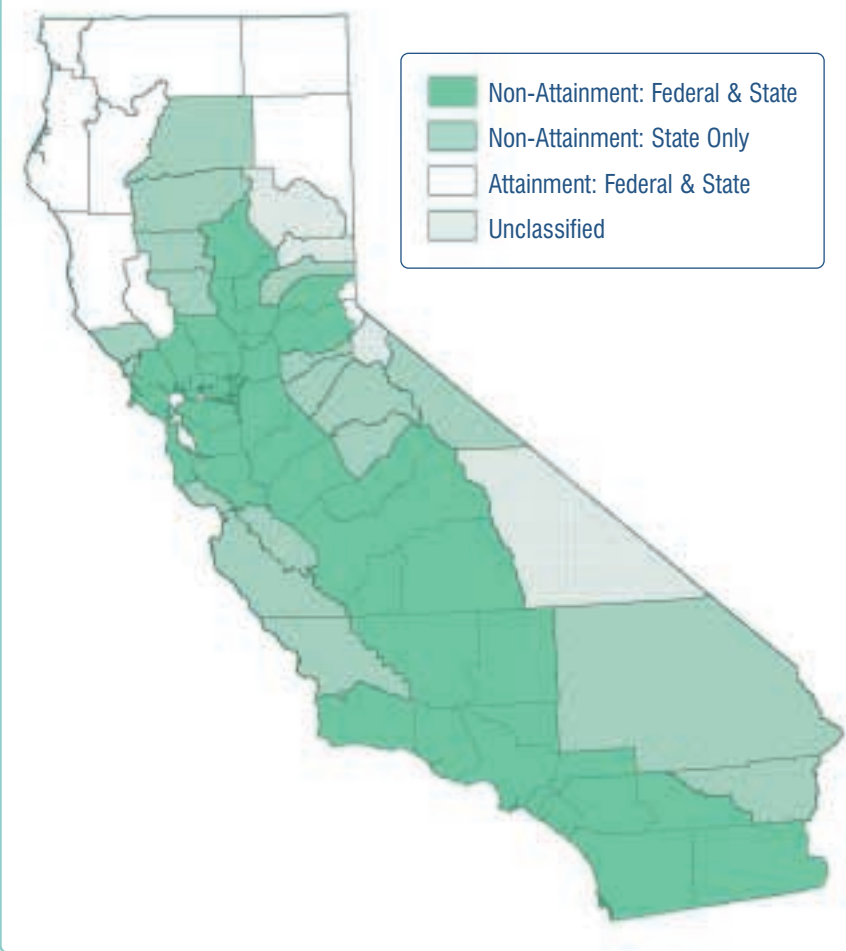 Non-Attainment: Federal & State
Non-Attainment: State Only
Attainment: Federal & State
Unclassified